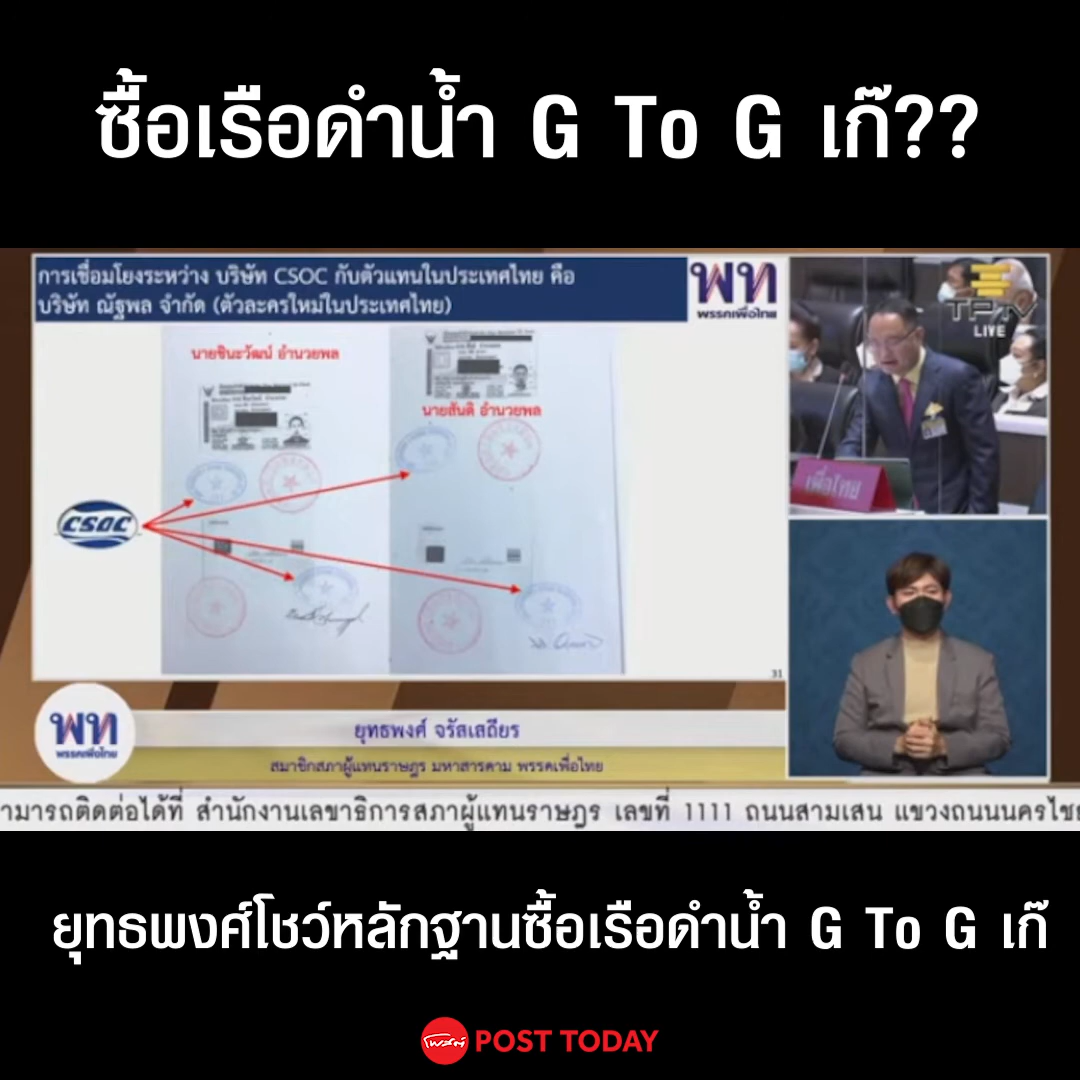 ซื้อเรือดำน้ำ G To G เก๊??
การเชื่อมโยงระหว่าง บริษัท CSOC กับตัวแทนในประเทศไทย คือ
บริษัท ณัฐพล จำกัด (ตัวละครใหม่ในประเทศไทย)
พท
พรรคเพื่อไทย
TPTV
LIVE
นายชินะวัฒน์ อำนวยพล
นายสันติ อำนวยพล
เพื่อไทย
CSOC
31
พท
พรรคเพื่อไทย
ยุทธพงศ์ จรัสเสถียร
สมาชิกสภาผู้แทนราษฎร มหาสารคาม พรรคเพื่อไทย
ามารถติดต่อได้ที่ สำนักงานเลขาธิการสภาผู้แทนราษฎร เลขที่ 1111 ถนนสามเสน แขวงถนนนครไชย
ยุทธพงศ์โชว์หลักฐานซื้อเรือดำน้ำ G To G เก๊
โพสต์ POST TODAY